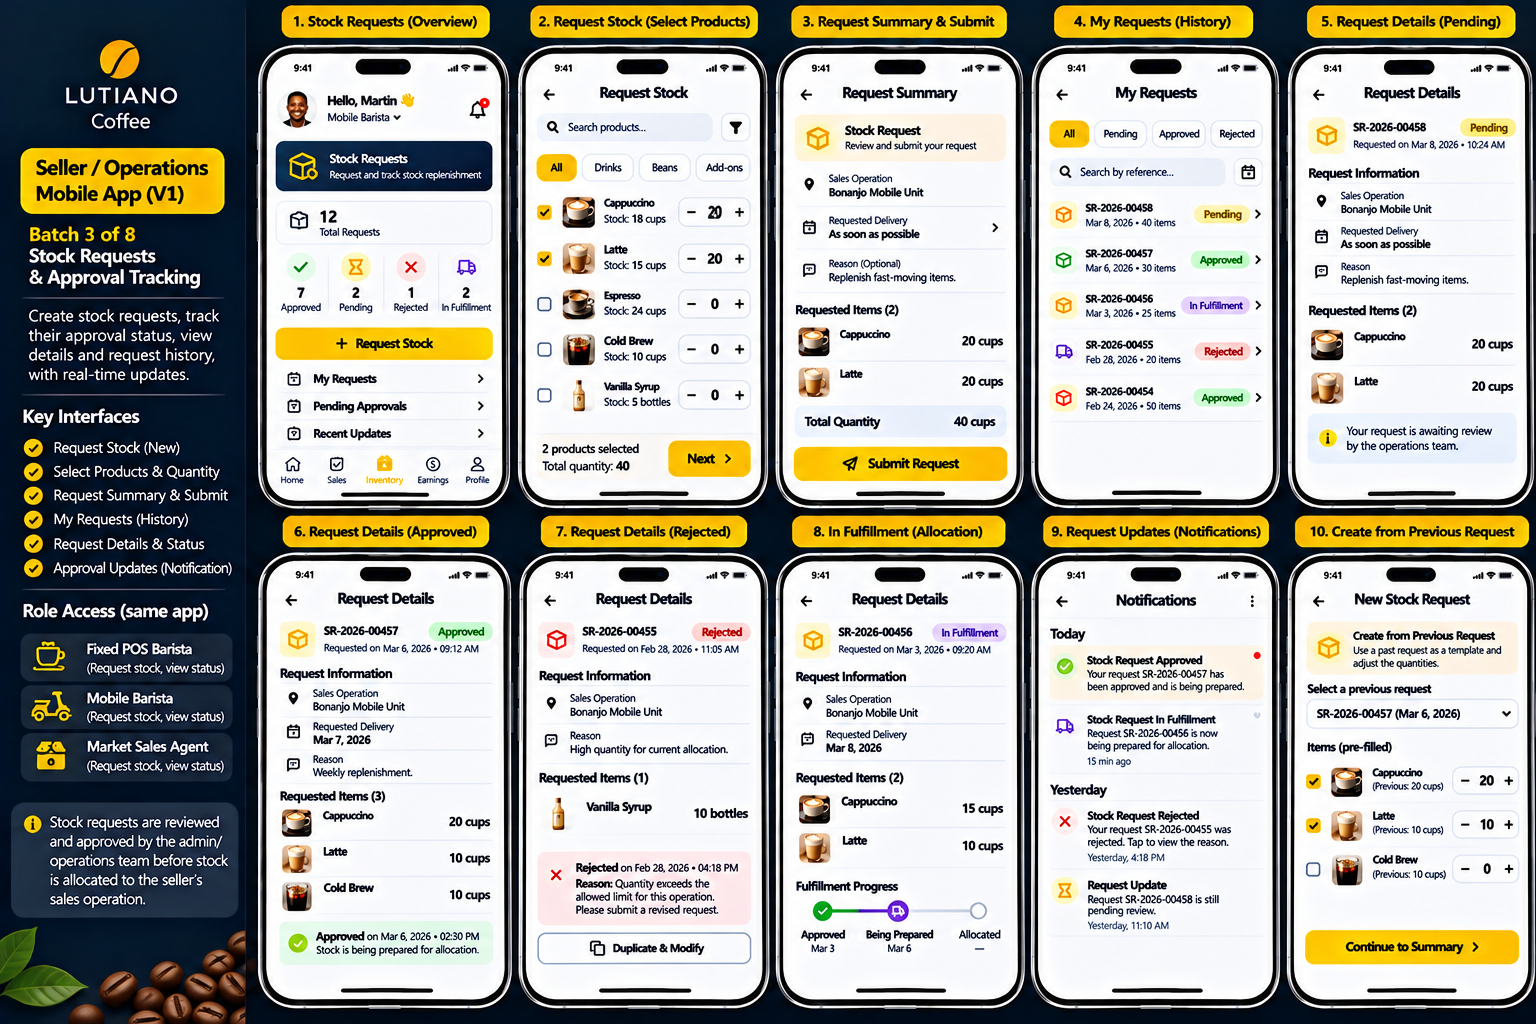 LUTIANO
Coffee
Seller / Operations
Mobile App (V1)
Batch 3 of 8
Stock Requests
& Approval Tracking
Create stock requests, track
their approval status, view
details and request history,
with real-time updates.
Key Interfaces
Request Stock (New)
Select Products & Quantity
Request Summary & Submit
My Requests (History)
Request Details & Status
Approval Updates (Notification)
Role Access (same app)
Fixed POS Barista
(Request stock, view status)
Mobile Barista
(Request stock, view status)
Market Sales Agent
(Request stock, view status)
Stock requests are reviewed
and approved by the admin/
operations team before stock
is allocated to the seller's
sales operation.
1. Stock Requests (Overview)
9:41
Hello, Martin 👋
Mobile Barista
Stock Requests
Request and track stock replenishment
12
Total Requests
7 2 1 2
Approved Pending Rejected In Fulfillment
+ Request Stock
My Requests
Pending Approvals
Recent Updates
Home Sales Inventory Earnings Profile
2. Request Stock (Select Products)
9:41
Request Stock
Search products...
All Drinks Beans Add-ons
Cappuccino
Stock: 18 cups
− 20 +
Latte
Stock: 15 cups
− 20 +
Espresso
Stock: 24 cups
− 0 +
Cold Brew
Stock: 10 cups
− 0 +
Vanilla Syrup
Stock: 5 bottles
− 0 +
2 products selected
Total quantity: 40
Next
3. Request Summary & Submit
9:41
Request Summary
Stock Request
Review and submit your request
Sales Operation
Bonanjo Mobile Unit
Requested Delivery
As soon as possible
Reason (Optional)
Replenish fast-moving items.
Requested Items (2)
Cappuccino
20 cups
Latte
20 cups
Total Quantity 40 cups
Submit Request
4. My Requests (History)
9:41
My Requests
All Pending Approved Rejected
Search by reference...
SR-2026-00458
Mar 8, 2026 • 40 items
Pending
SR-2026-00457
Mar 6, 2026 • 30 items
Approved
SR-2026-00456
Mar 3, 2026 • 25 items
In Fulfillment
SR-2026-00455
Feb 28, 2026 • 20 items
Rejected
SR-2026-00454
Feb 24, 2026 • 50 items
Approved
5. Request Details (Pending)
9:41
Request Details
SR-2026-00458 Pending
Requested on Mar 8, 2026 • 10:24 AM
Request Information
Sales Operation
Bonanjo Mobile Unit
Requested Delivery
As soon as possible
Reason
Replenish fast-moving items.
Requested Items (2)
Cappuccino
20 cups
Latte
20 cups
Your request is awaiting review
by the operations team.
6. Request Details (Approved)
9:41
Request Details
SR-2026-00457 Approved
Requested on Mar 6, 2026 • 09:12 AM
Request Information
Sales Operation
Bonanjo Mobile Unit
Requested Delivery
Mar 7, 2026
Reason
Weekly replenishment.
Requested Items (3)
Cappuccino
20 cups
Latte
10 cups
Cold Brew
10 cups
Approved on Mar 6, 2026 • 02:30 PM
Stock is being prepared for allocation.
7. Request Details (Rejected)
9:41
Request Details
SR-2026-00455 Rejected
Requested on Feb 28, 2026 • 11:05 AM
Request Information
Sales Operation
Bonanjo Mobile Unit
Reason
High quantity for current allocation.
Requested Items (1)
Vanilla Syrup
10 bottles
Rejected on Feb 28, 2026 • 04:18 PM
Reason: Quantity exceeds the
allowed limit for this operation.
Please submit a revised request.
Duplicate & Modify
8. In Fulfillment (Allocation)
9:41
Request Details
SR-2026-00456 In Fulfillment
Requested on Mar 3, 2026 • 09:20 AM
Request Information
Sales Operation
Bonanjo Mobile Unit
Requested Delivery
Mar 8, 2026
Requested Items (2)
Cappuccino
15 cups
Latte
10 cups
Fulfillment Progress
Approved Being Prepared Allocated
Mar 3 Mar 6 —
9. Request Updates (Notifications)
9:41
Notifications
Today
Stock Request Approved
Your request SR-2026-00457 has
been approved and is being prepared.
Stock Request In Fulfillment
Request SR-2026-00456 is now
being prepared for allocation.
15 min ago
Yesterday
Stock Request Rejected
Your request SR-2026-00455 was
rejected. Tap to view the reason.
Yesterday, 4:18 PM
Request Update
Request SR-2026-00458 is still
pending review.
Yesterday, 11:10 AM
10. Create from Previous Request
9:41
New Stock Request
Create from Previous Request
Use a past request as a template and
adjust the quantities.
Select a previous request
SR-2026-00457 (Mar 6, 2026)
Items (pre-filled)
Cappuccino
(Previous: 20 cups)
− 20 +
Latte
(Previous: 10 cups)
− 10 +
Cold Brew
(Previous: 10 cups)
− 0 +
Continue to Summary